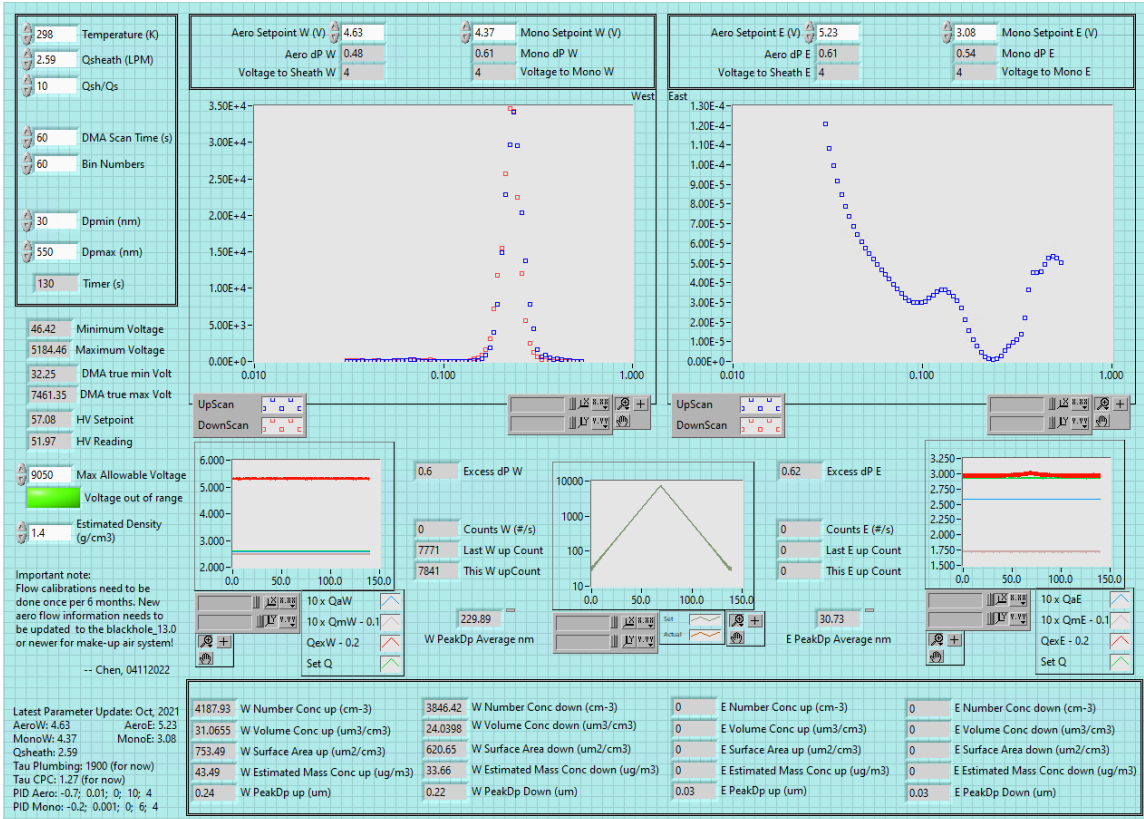 298 Temperature (K)
2.59 Qsheath (LPM)
10 Qsh/Qs
60 DMA Scan Time (s)
60 Bin Numbers
30 Dpmin (nm)
550 Dpmax (nm)
130 Timer (s)
46.42 Minimum Voltage
5184.46 Maximum Voltage
32.25 DMA true min Volt
7461.35 DMA true max Volt
57.08 HV Setpoint
51.97 HV Reading
9050 Max Allowable Voltage
Voltage out of range
1.4 Estimated Density
(g/cm3)
Important note:
Flow calibrations need to be
done once per 6 months. New
aero flow information needs to
be updated to the blackhole_13.0
or newer for make-up air system!
-- Chen, 04112022
Latest Parameter Update: Oct, 2021
AeroW: 4.63 AeroE: 5.23
MonoW: 4.37 MonoE: 3.08
Qsheath: 2.59
Tau Plumbing: 1900 (for now)
Tau CPC: 1.27 (for now)
PID Aero: -0.7; 0.01; 0; 10; 4
PID Mono: -0.2; 0.001; 0; 6; 4
Aero Setpoint W (V) 4.63 4.37 Mono Setpoint W (V)
Aero dP W 0.48 0.61 Mono dP W
Voltage to Sheath W 4 4 Voltage to Mono W
West
3.50E+4
3.00E+4
2.50E+4
2.00E+4
1.50E+4
1.00E+4
5.00E+3
0.00E+0
0.010 0.100 1.000
UpScan
DownScan
Aero Setpoint E (V) 5.23 3.08 Mono Setpoint E (V)
Aero dP E 0.61 0.54 Mono dP E
Voltage to Sheath E 4 4 Voltage to Mono E
East
1.30E-4
1.20E-4
1.10E-4
1.00E-4
9.00E-5
8.00E-5
7.00E-5
6.00E-5
5.00E-5
4.00E-5
3.00E-5
2.00E-5
1.00E-5
0.00E+0
0.010 0.100 1.000
UpScan
DownScan
6.000
5.000
4.000
3.000
2.000
0.0 50.0 100.0 150.0
10 x QaW
10 x QmW - 0.1
QexW - 0.2
Set Q
0.6 Excess dP W
0 Counts W (#/s)
7771 Last W up Count
7841 This W upCount
229.89
W PeakDp Average nm
10000
1000
100
10
0.0 50.0 100.0 150.0
Set
Actual
0.62 Excess dP E
0 Counts E (#/s)
0 Last E up Count
0 This E up Count
30.73
E PeakDp Average nm
3.250
3.000
2.750
2.500
2.250
2.000
1.750
1.500
0.0 50.0 100.0 150.0
10 x QaE
10 x QmE - 0.1
QexE - 0.2
Set Q
4187.93 W Number Conc up (cm-3)
31.0655 W Volume Conc up (um3/cm3)
753.49 W Surface Area up (um2/cm3)
43.49 W Estimated Mass Conc up (ug/m3)
0.24 W PeakDp up (um)
3846.42 W Number Conc down (cm-3)
24.0398 W Volume Conc down (um3/cm3)
620.65 W Surface Area down (um2/cm3)
33.66 W Estimated Mass Conc down (ug/m3)
0.22 W PeakDp Down (um)
0 E Number Conc up (cm-3)
0 E Volume Conc up (um3/cm3)
0 E Surface Area up (um2/cm3)
0 E Estimated Mass Conc up (ug/m3)
0.03 E PeakDp up (um)
0 E Number Conc down (cm-3)
0 E Volume Conc down (um3/cm3)
0 E Surface Area down (um2/cm3)
0 E Estimated Mass Conc down (ug/m3)
0.03 E PeakDp Down (um)